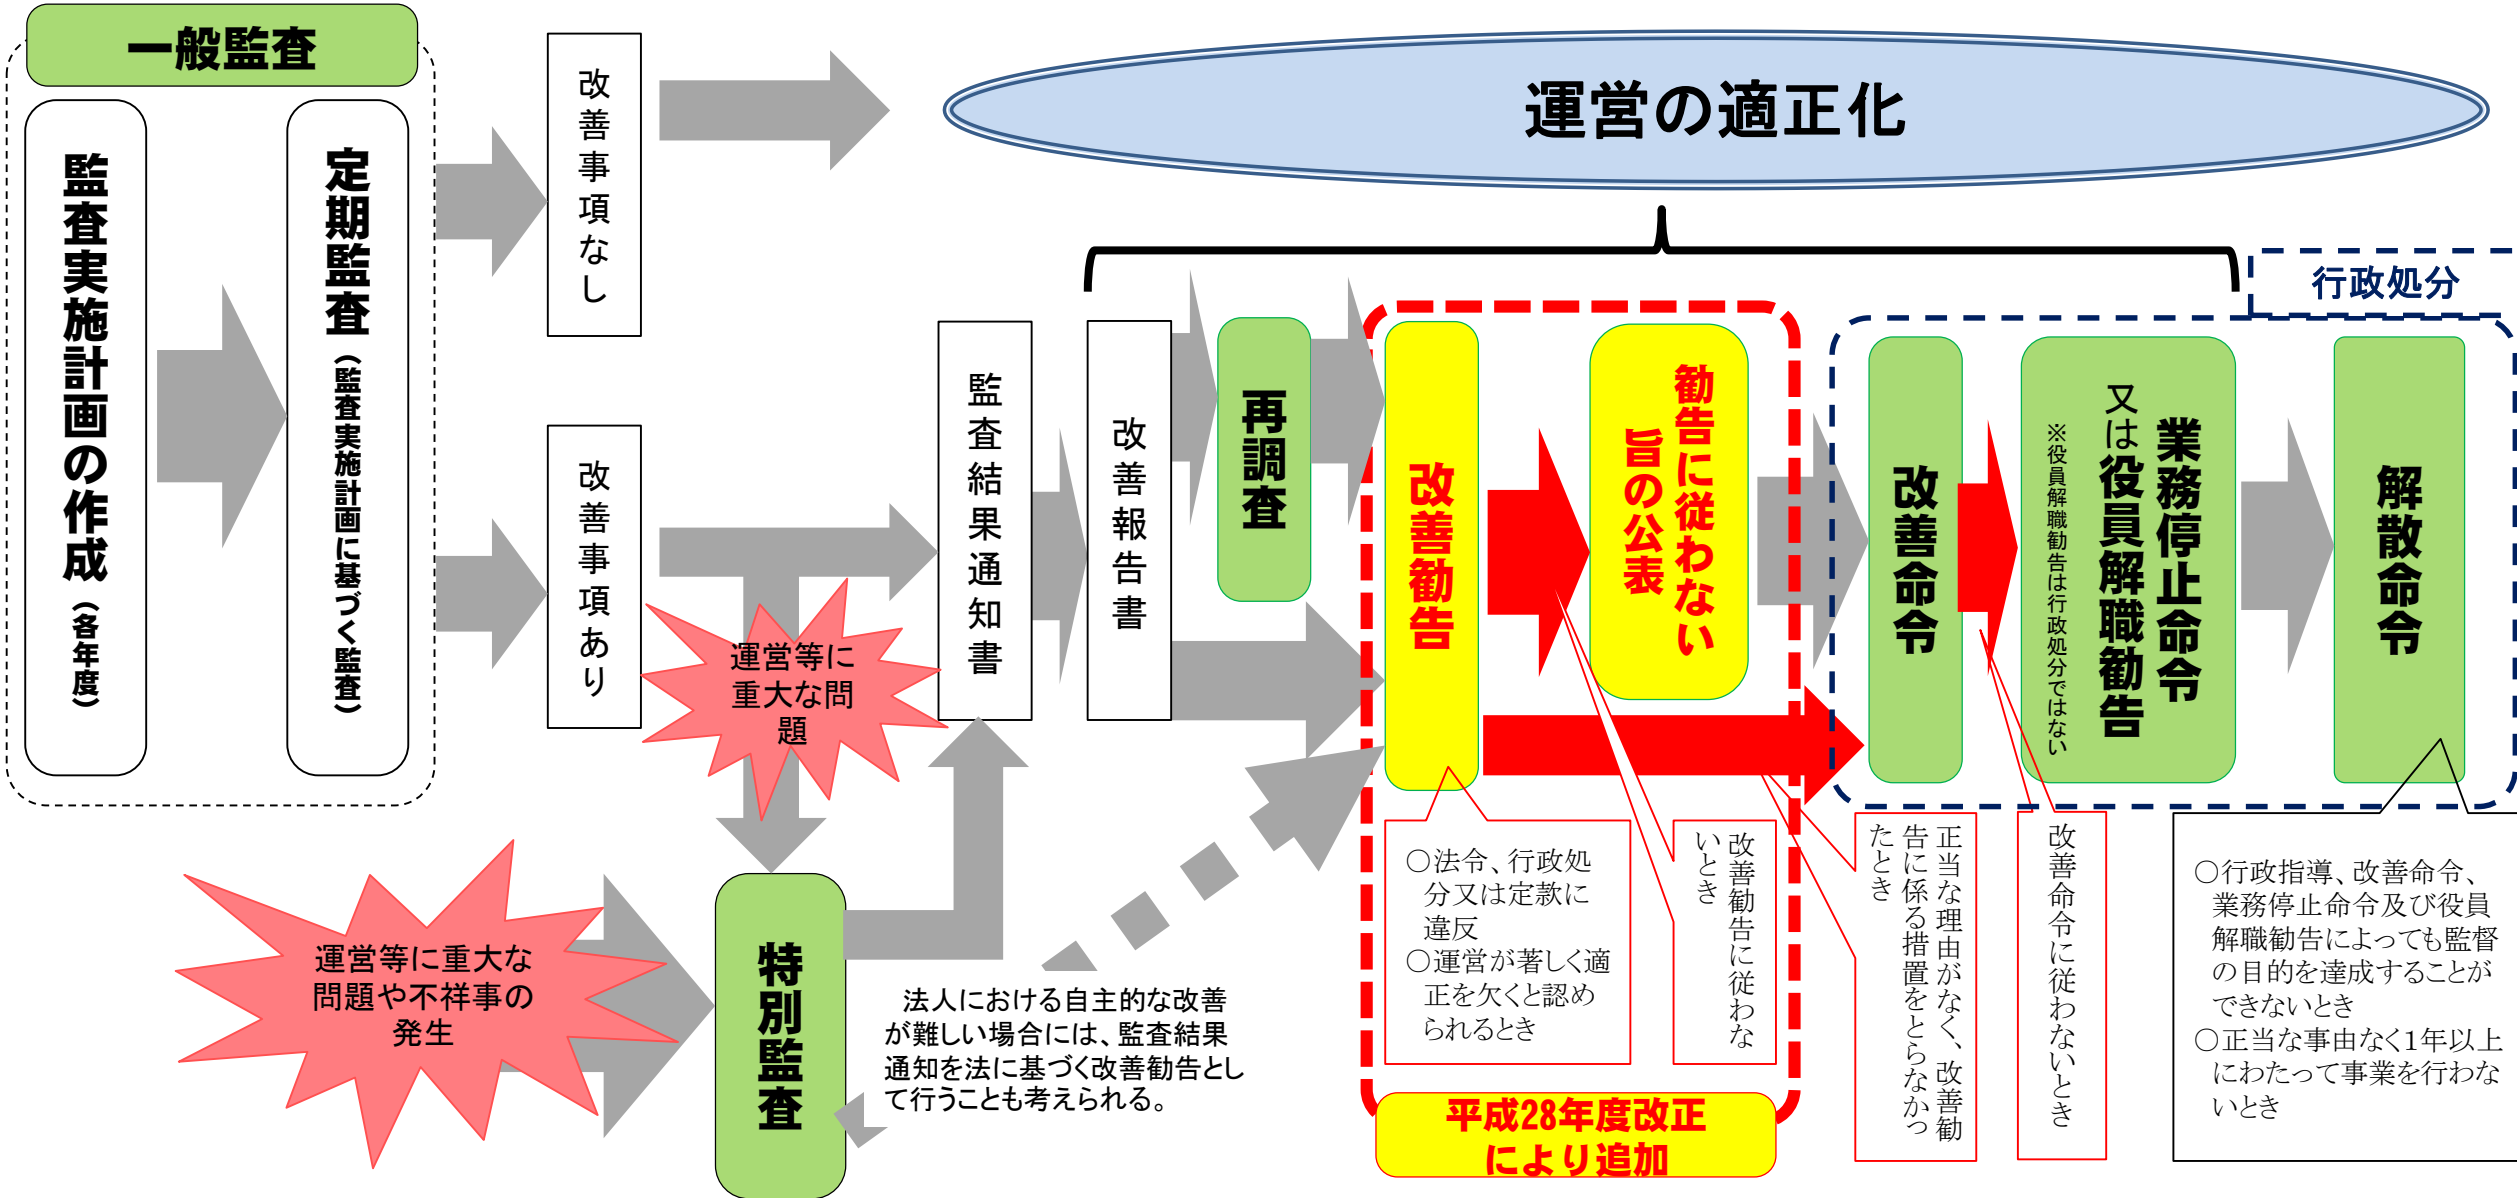 一般監査
監査実施計画の作成（各年度）
定期監査（監査実施計画に基づく監査）
改善事項なし
運営の適正化
改善事項あり
運営等に
重大な問
題
監査結果通知書
改善報告書
再調査
改善勧告
勧告に従わない
旨の公表
行政処分
改善命令
業務停止命令
又は役員解職勧告
※役員解職勧告は行政処分ではない
解散命令
運営等に重大な
問題や不祥事の
発生
特別監査
法人における自主的な改善
が難しい場合には、監査結果
通知を法に基づく改善勧告とし
て行うことも考えられる。
○法令、行政処
分又は定款に
違反
○運営が著しく適
正を欠くと認め
られるとき
改善勧告に従わな
いとき
正当な理由がなく、改善勧
告に係る措置をとらなかっ
たとき
改善命令に従わないとき
○行政指導、改善命令、
業務停止命令及び役員
解職勧告によっても監督
の目的を達成することが
できないとき
○正当な事由なく1年以上
にわたって事業を行わな
いとき
平成28年度改正
により追加